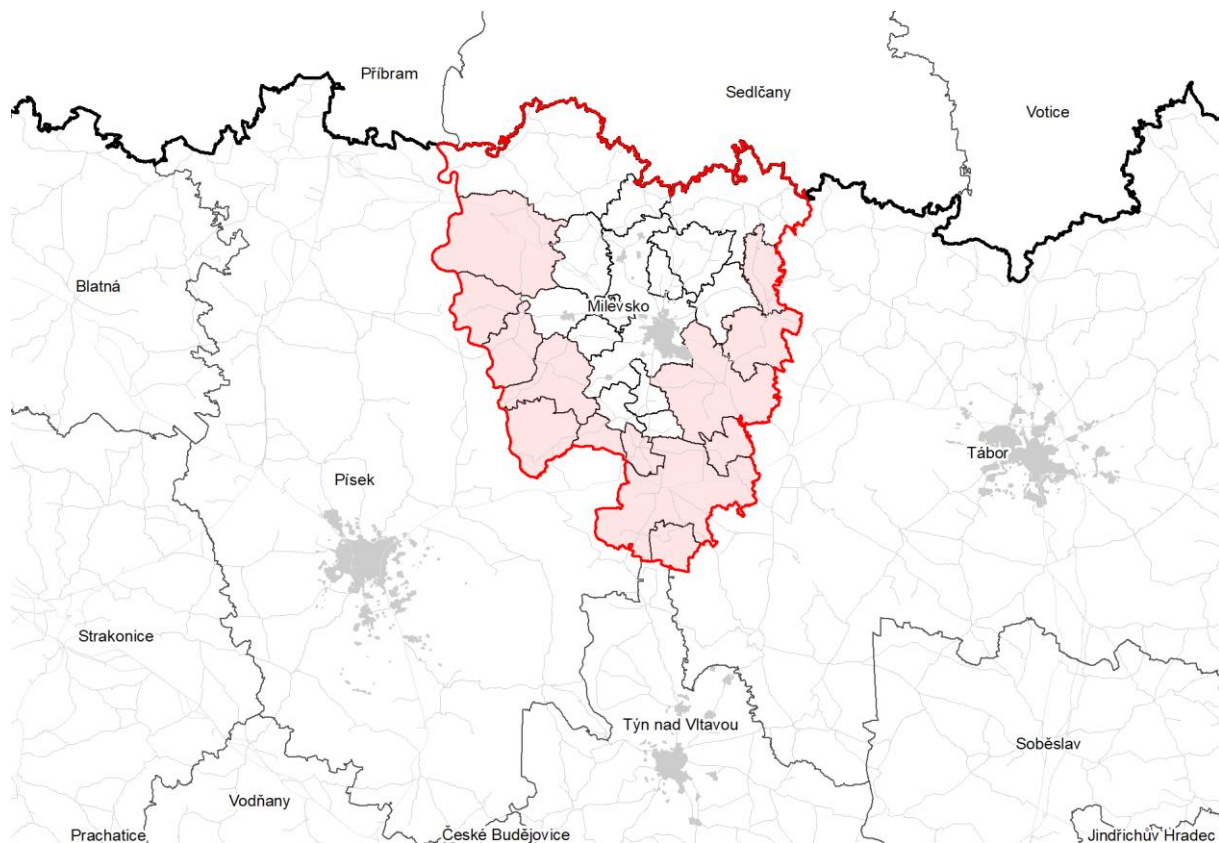 Příbram
Sedlčany
Votice
Blatná
Milevsko
Tábor
Písek
Strakonice
Týn nad Vltavou
Soběslav
Vodňany
Prachatice
České Budějovice
Jindřichův Hradec